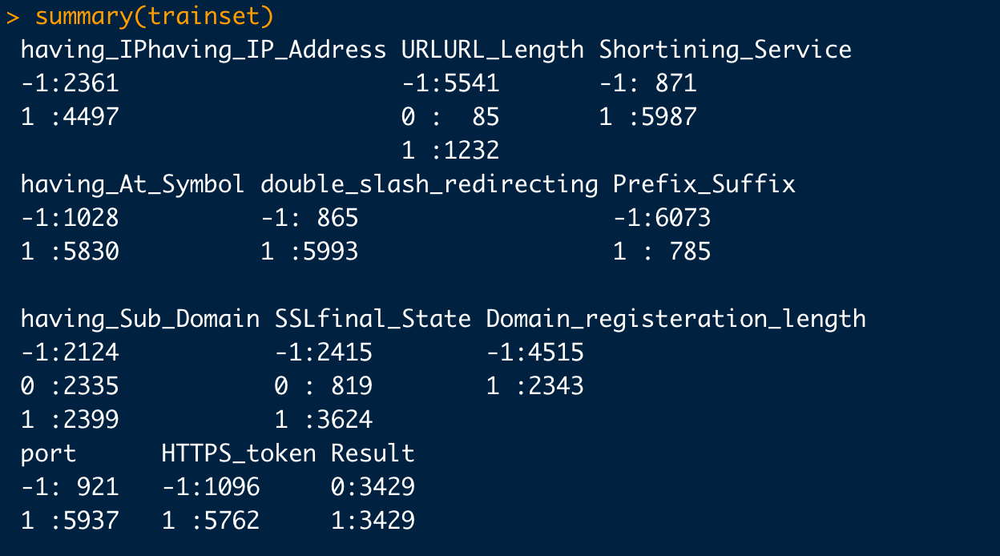 > summary(trainset)
having_IPhaving_IP_Address URLURL_Length Shortining_Service
-1:2361                    -1:5541       -1: 871
1 :4497                    0 :  85       1 :5987
                           1 :1232
having_At_Symbol double_slash_redirecting Prefix_Suffix
-1:1028          -1: 865                  -1:6073
1 :5830          1 :5993                  1 : 785
having_Sub_Domain SSLfinal_State Domain_registeration_length
-1:2124           -1:2415        -1:4515
0 :2335           0 : 819        1 :2343
1 :2399           1 :3624
port      HTTPS_token Result
-1: 921   -1:1096     0:3429
1 :5937   1 :5762     1:3429